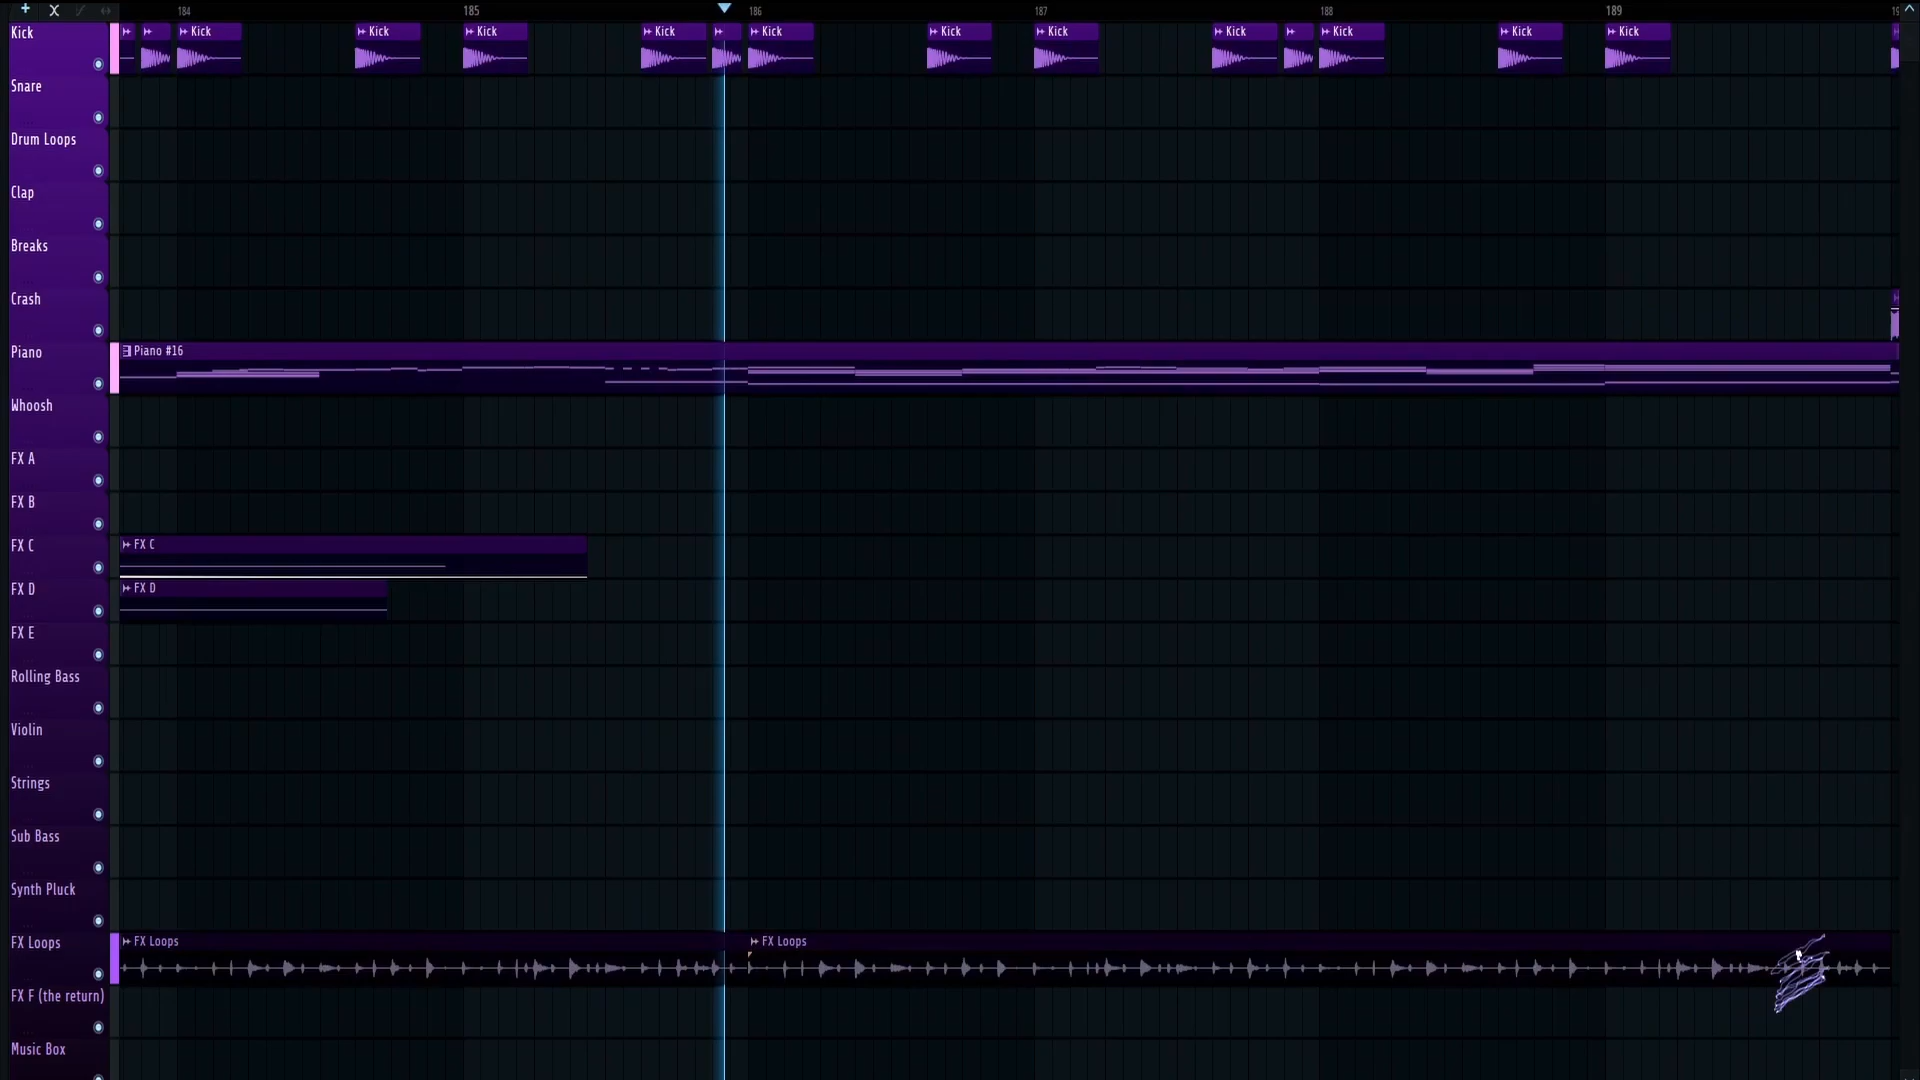 184 185 186 187 188 189 19
Kick Kick Kick Kick Kick Kick Kick Kick Kick Kick Kick Kick
Snare
Drum Loops
Clap
Breaks
Crash
Piano Piano #16
Whoosh
FX A
FX B
FX C FX C
FX D FX D
FX E
Rolling Bass
Violin
Strings
Sub Bass
Synth Pluck
FX Loops FX Loops FX Loops
FX F (the return)
Music Box